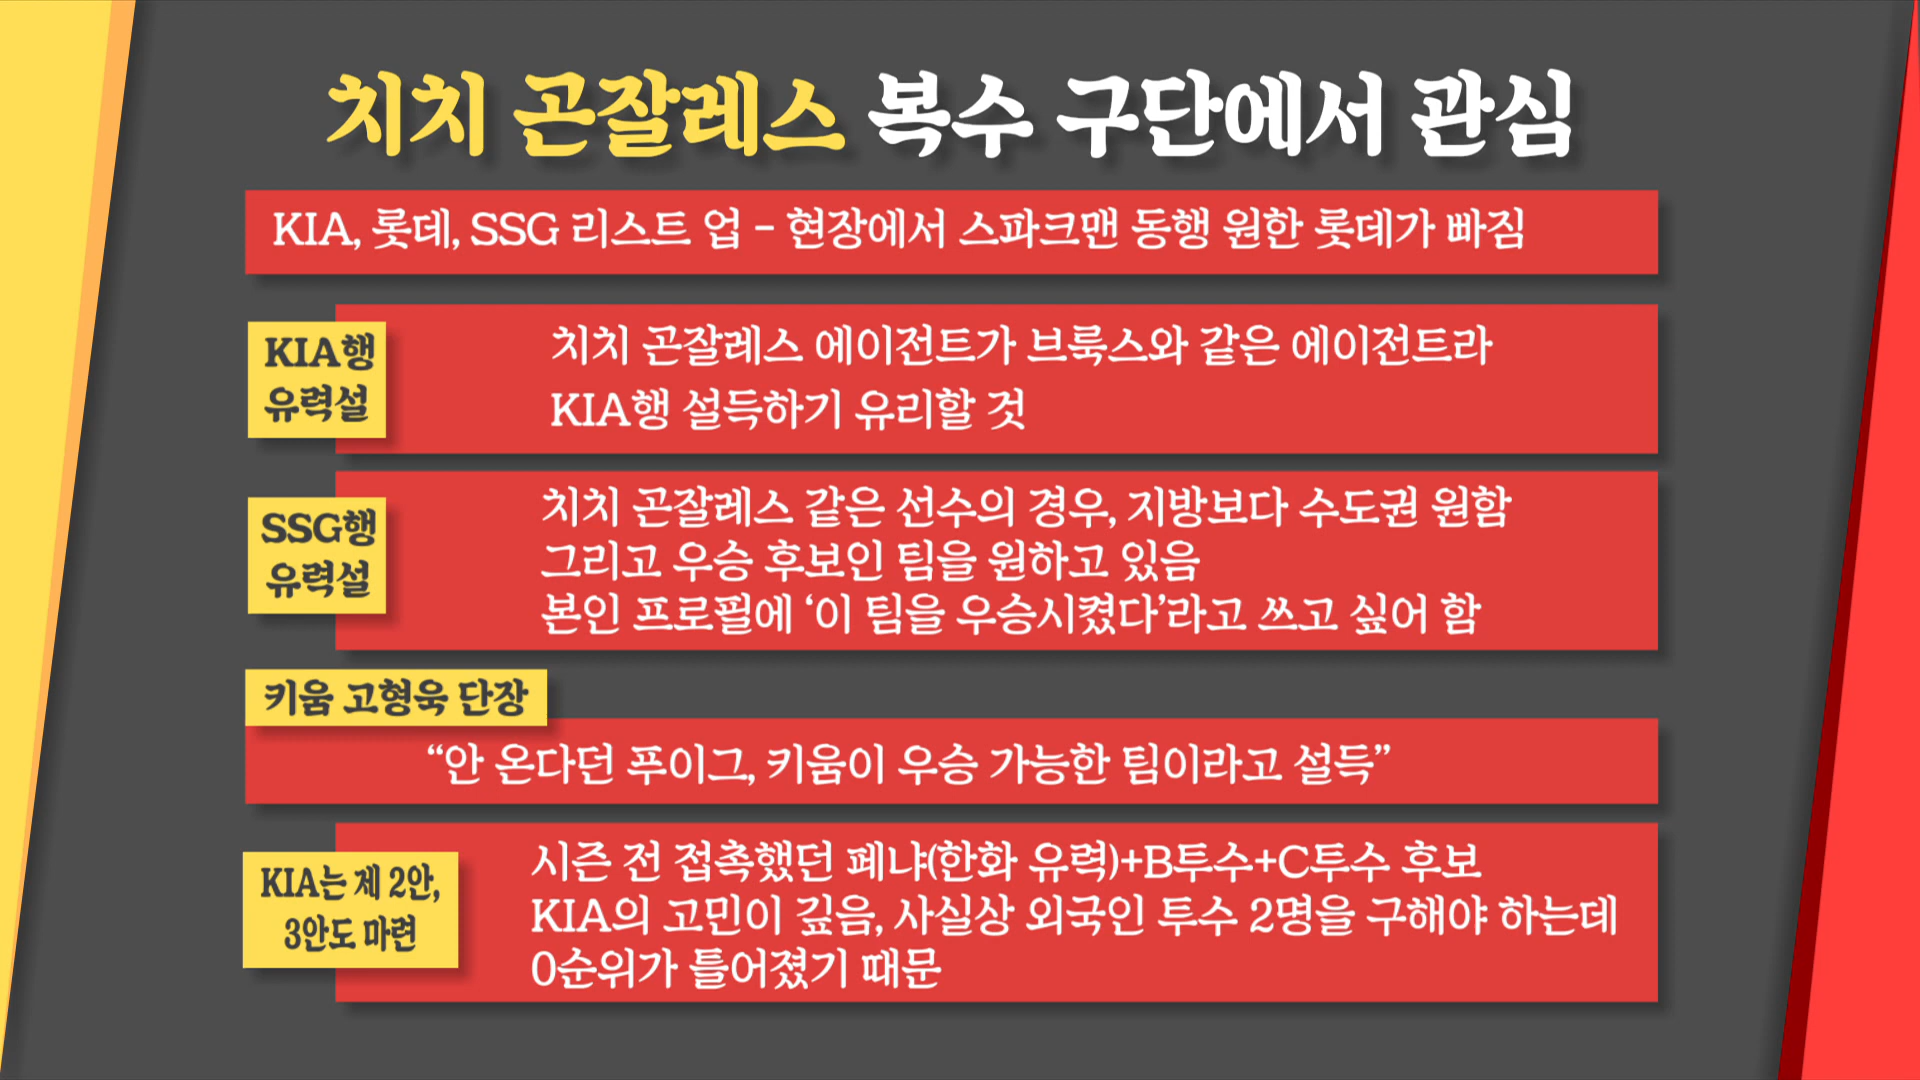 치치 곤잘레스 복수 구단에서 관심
KIA, 롯데, SSG 리스트 업 - 현장에서 스파크맨 동행 원한 롯데가 빠짐
KIA행
유력설
치치 곤잘레스 에이전트가 브룩스와 같은 에이전트라
KIA행 설득하기 유리할 것
SSG행
유력설
치치 곤잘레스 같은 선수의 경우, 지방보다 수도권 원함
그리고 우승 후보인 팀을 원하고 있음
본인 프로필에 ‘이 팀을 우승시켰다’라고 쓰고 싶어 함
키움 고형욱 단장
“안 온다던 푸이그, 키움이 우승 가능한 팀이라고 설득”
KIA는 제 2안,
3안도 마련
시즌 전 접촉했던 페냐(한화 유력)+B투수+C투수 후보
KIA의 고민이 깊음, 사실상 외국인 투수 2명을 구해야 하는데
0순위가 틀어졌기 때문